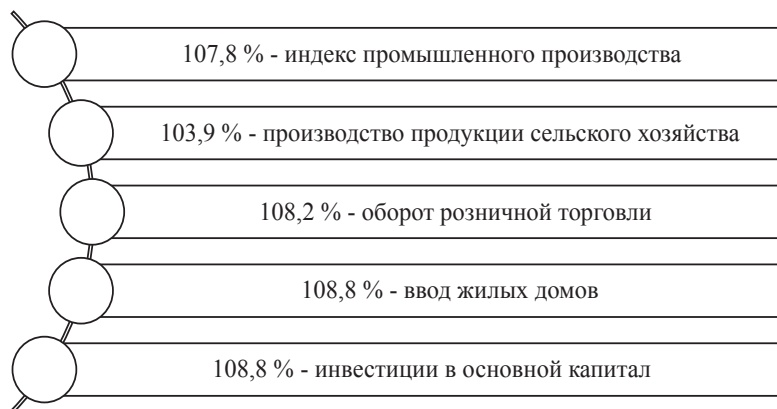 107,8 % - индекс промышленного производства
103,9 % - производство продукции сельского хозяйства
108,2 % - оборот розничной торговли
108,8 % - ввод жилых домов
108,8 % - инвестиции в основной капитал